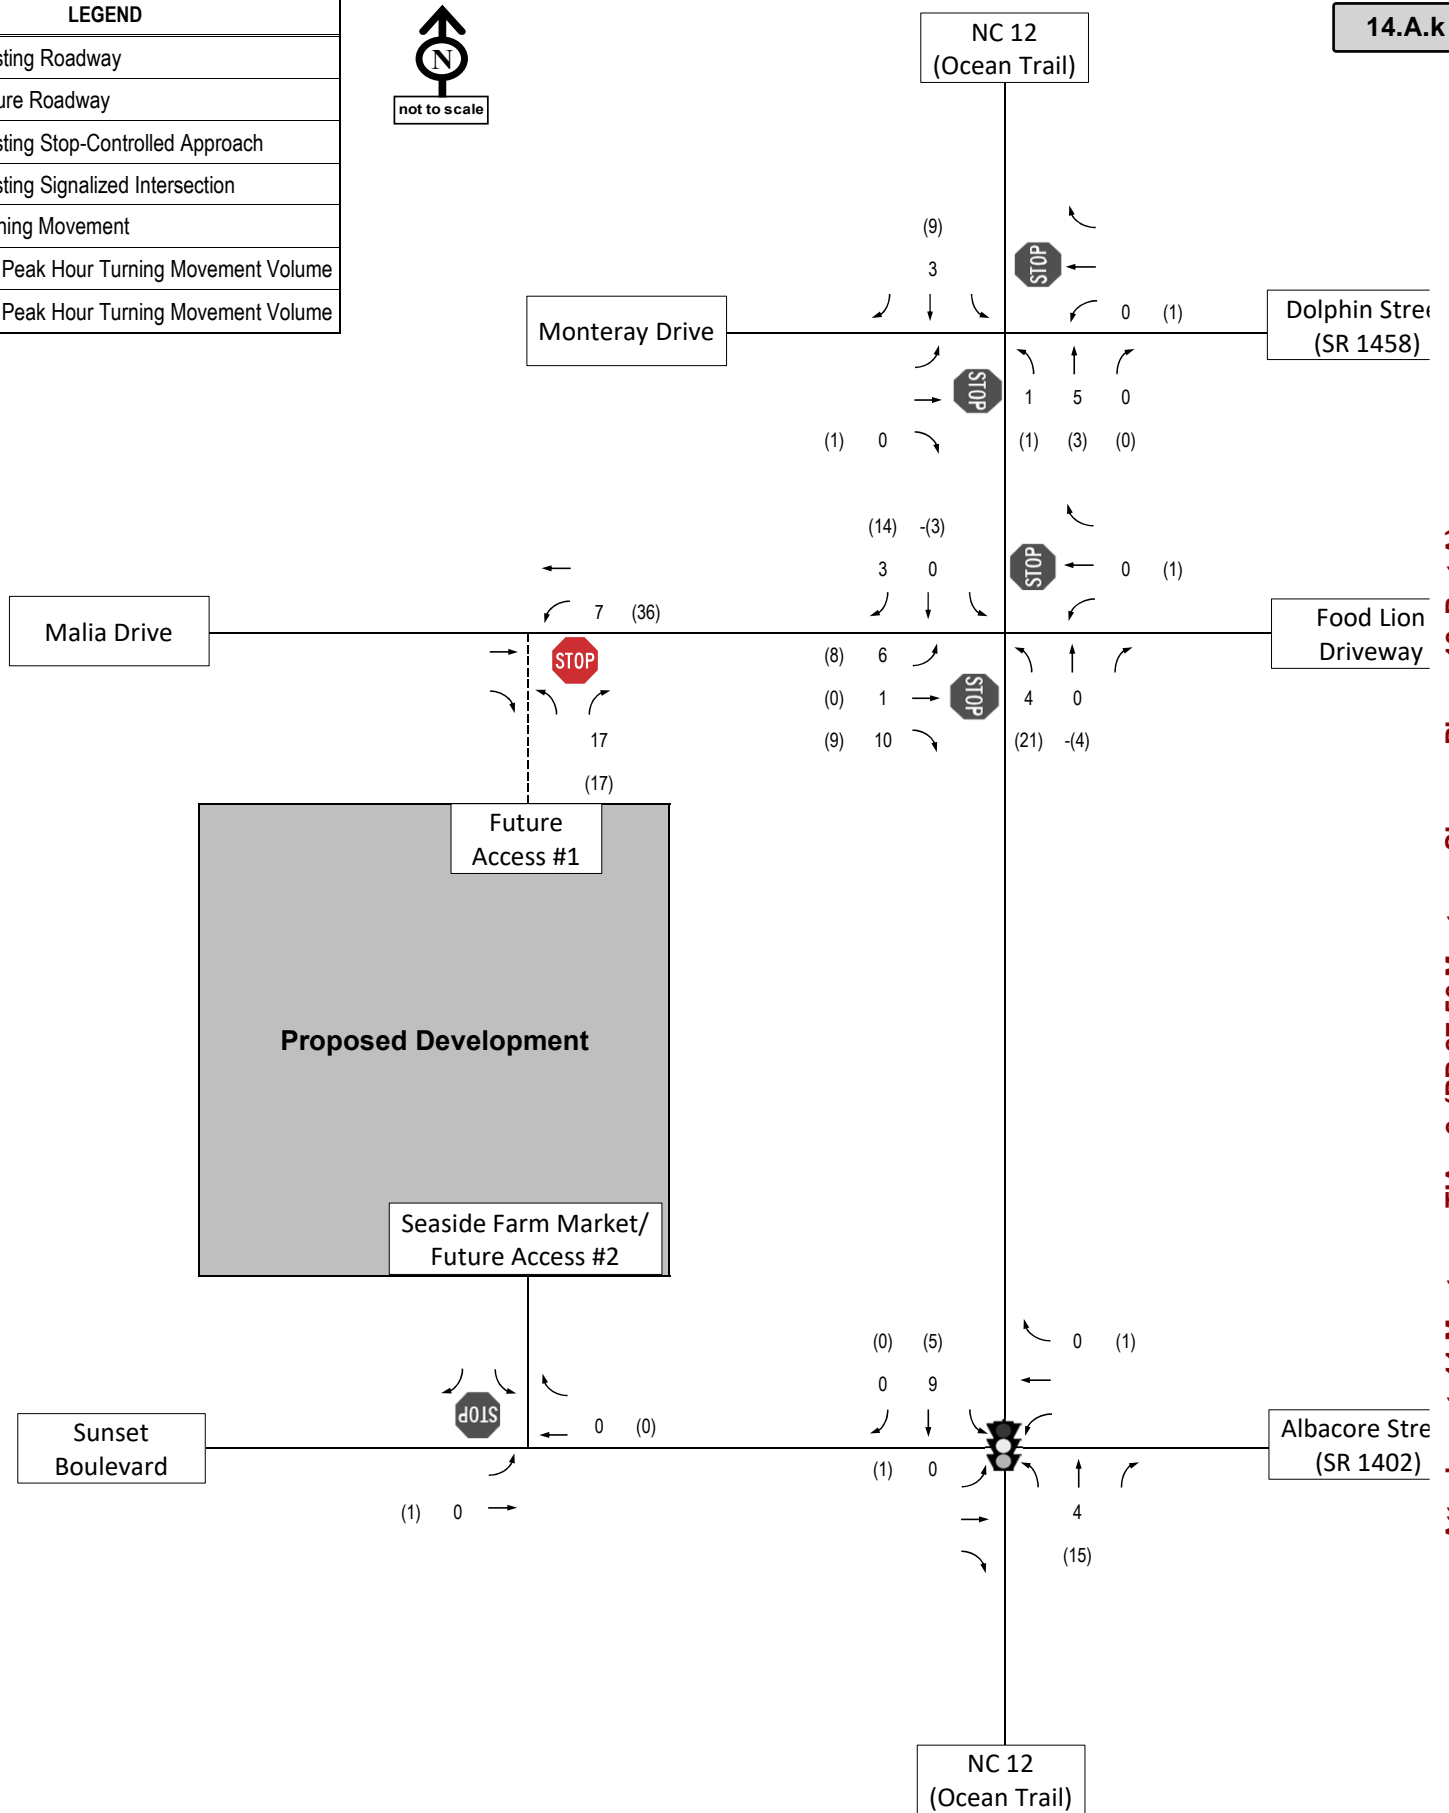 LEGEND
sting Roadway
ure Roadway
sting Stop-Controlled Approach
sting Signalized Intersection
ning Movement
Peak Hour Turning Movement Volume
Peak Hour Turning Movement Volume
N
not to scale
NC 12
(Ocean Trail)
14.A.k
(9)
3
STOP
Monteray Drive
0 (1)
Dolphin Stree
(SR 1458)
STOP
1 5 0
(1) 0
(1) (3) (0)
(14) -(3)
3 0
STOP
0 (1)
Malia Drive
7 (36)
Food Lion
Driveway
STOP
(8) 6
(0) 1
STOP
4 0
(9) 10
(21) -(4)
17
(17)
Future
Access #1
Proposed Development
Seaside Farm Market/
Future Access #2
(0) (5)
0 9
0 (1)
STOP
Sunset
Boulevard
0 (0)
Albacore Stre
(SR 1402)
(1) 0
(1) 0
4
(15)
NC 12
(Ocean Trail)